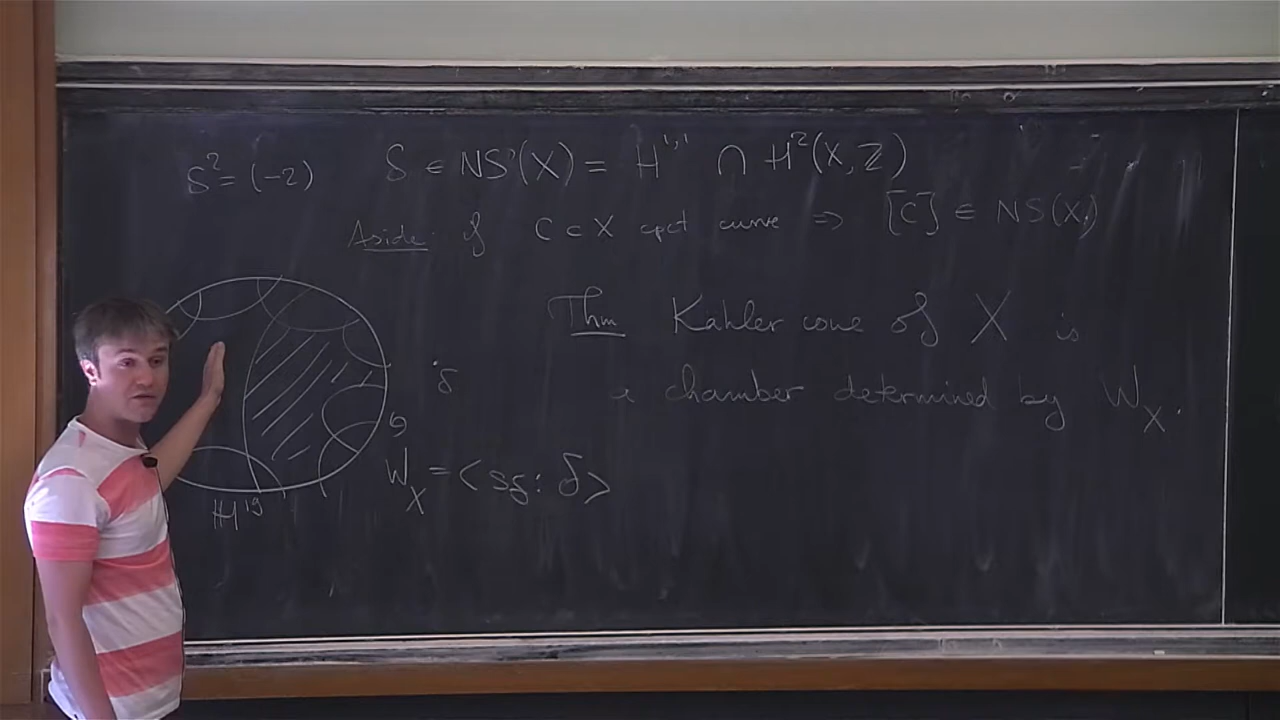 δ² = (-2) δ ∈ NS(X) = H^{1,1} ∩ H²(X, ℤ)
Aside: if C ⊂ X cpct curve ⇒ [C] ∈ NS(X)
Thm Kähler cone of X is
a chamber determined by W_X.
δ
W_X = <s_δ : δ>
ℍ^{19}